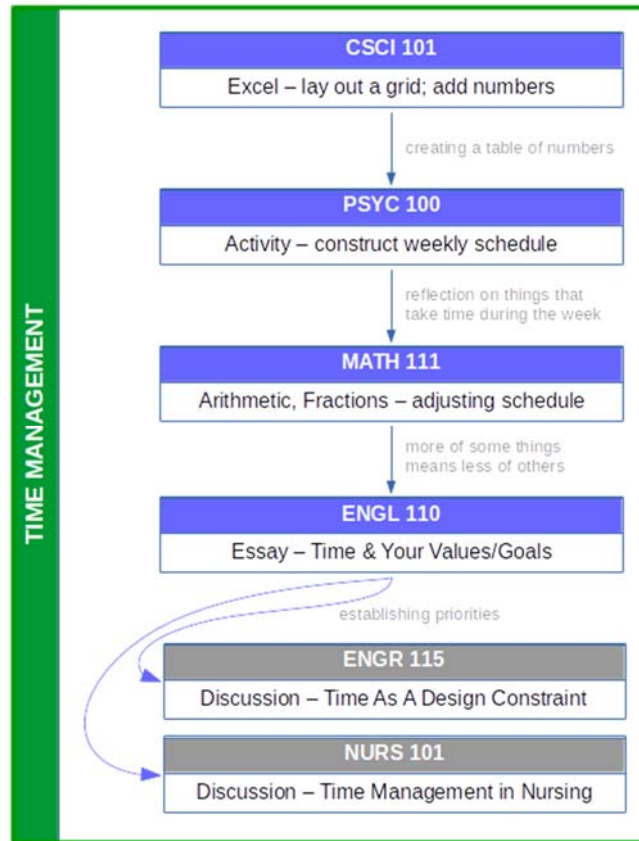 TIME MANAGEMENT
CSCI 101
Excel – lay out a grid; add numbers
creating a table of numbers
PSYC 100
Activity – construct weekly schedule
reflection on things that
take time during the week
MATH 111
Arithmetic, Fractions – adjusting schedule
more of some things
means less of others
ENGL 110
Essay – Time & Your Values/Goals
establishing priorities
ENGR 115
Discussion – Time As A Design Constraint
NURS 101
Discussion – Time Management in Nursing